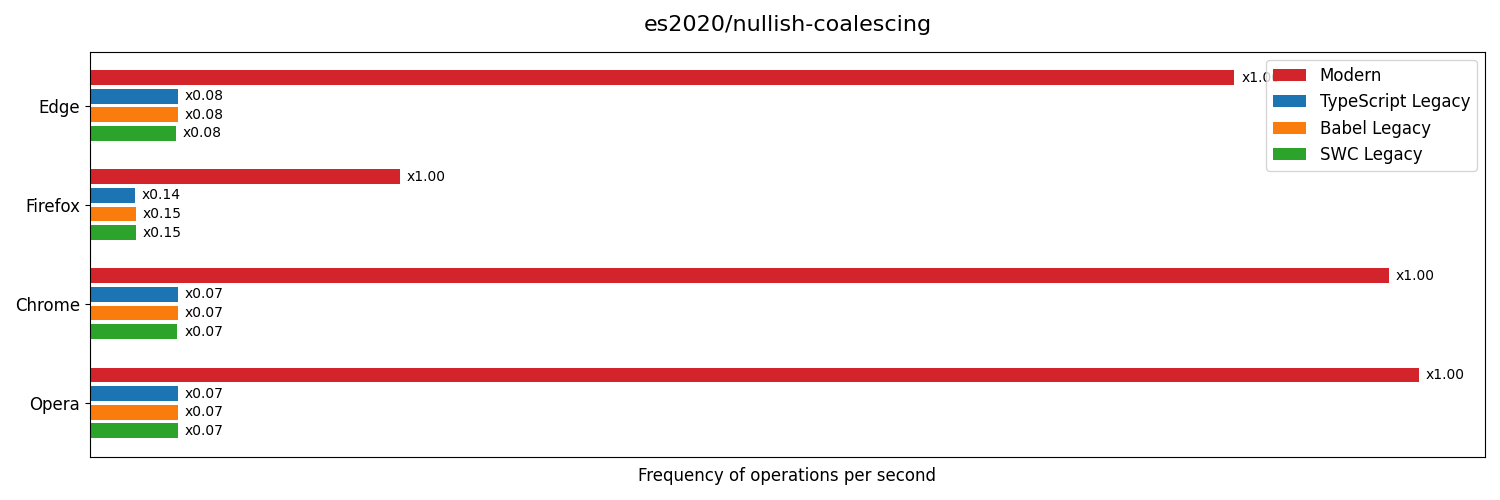 es2020/nullish-coalescing
Edge
x1.0
x0.08
x0.08
x0.08
Modern
TypeScript Legacy
Babel Legacy
SWC Legacy
Firefox
x1.00
x0.14
x0.15
x0.15
Chrome
x1.00
x0.07
x0.07
x0.07
Opera
x1.00
x0.07
x0.07
x0.07
Frequency of operations per second